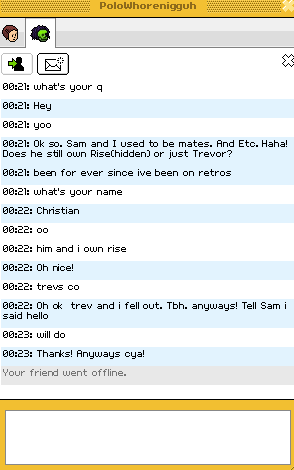 PoloWhorenigguh
00:21: what's your q
00:21: Hey
00:21: yoo
00:21: Ok so. Sam and I used to be mates. And Etc. Haha!
Does he still own Rise(hidden) or just Trevor?
00:21: been for ever since ive been on retros
00:21: what's your name
00:22: Christian
00:22: oo
00:22: him and i own rise
00:22: Oh nice!
00:22: trevs co
00:22: Oh ok trev and i fell out. Tbh. anyways! Tell Sam i
said hello
00:23: will do
00:23: Thanks! Anyways cya!
Your friend went offline.